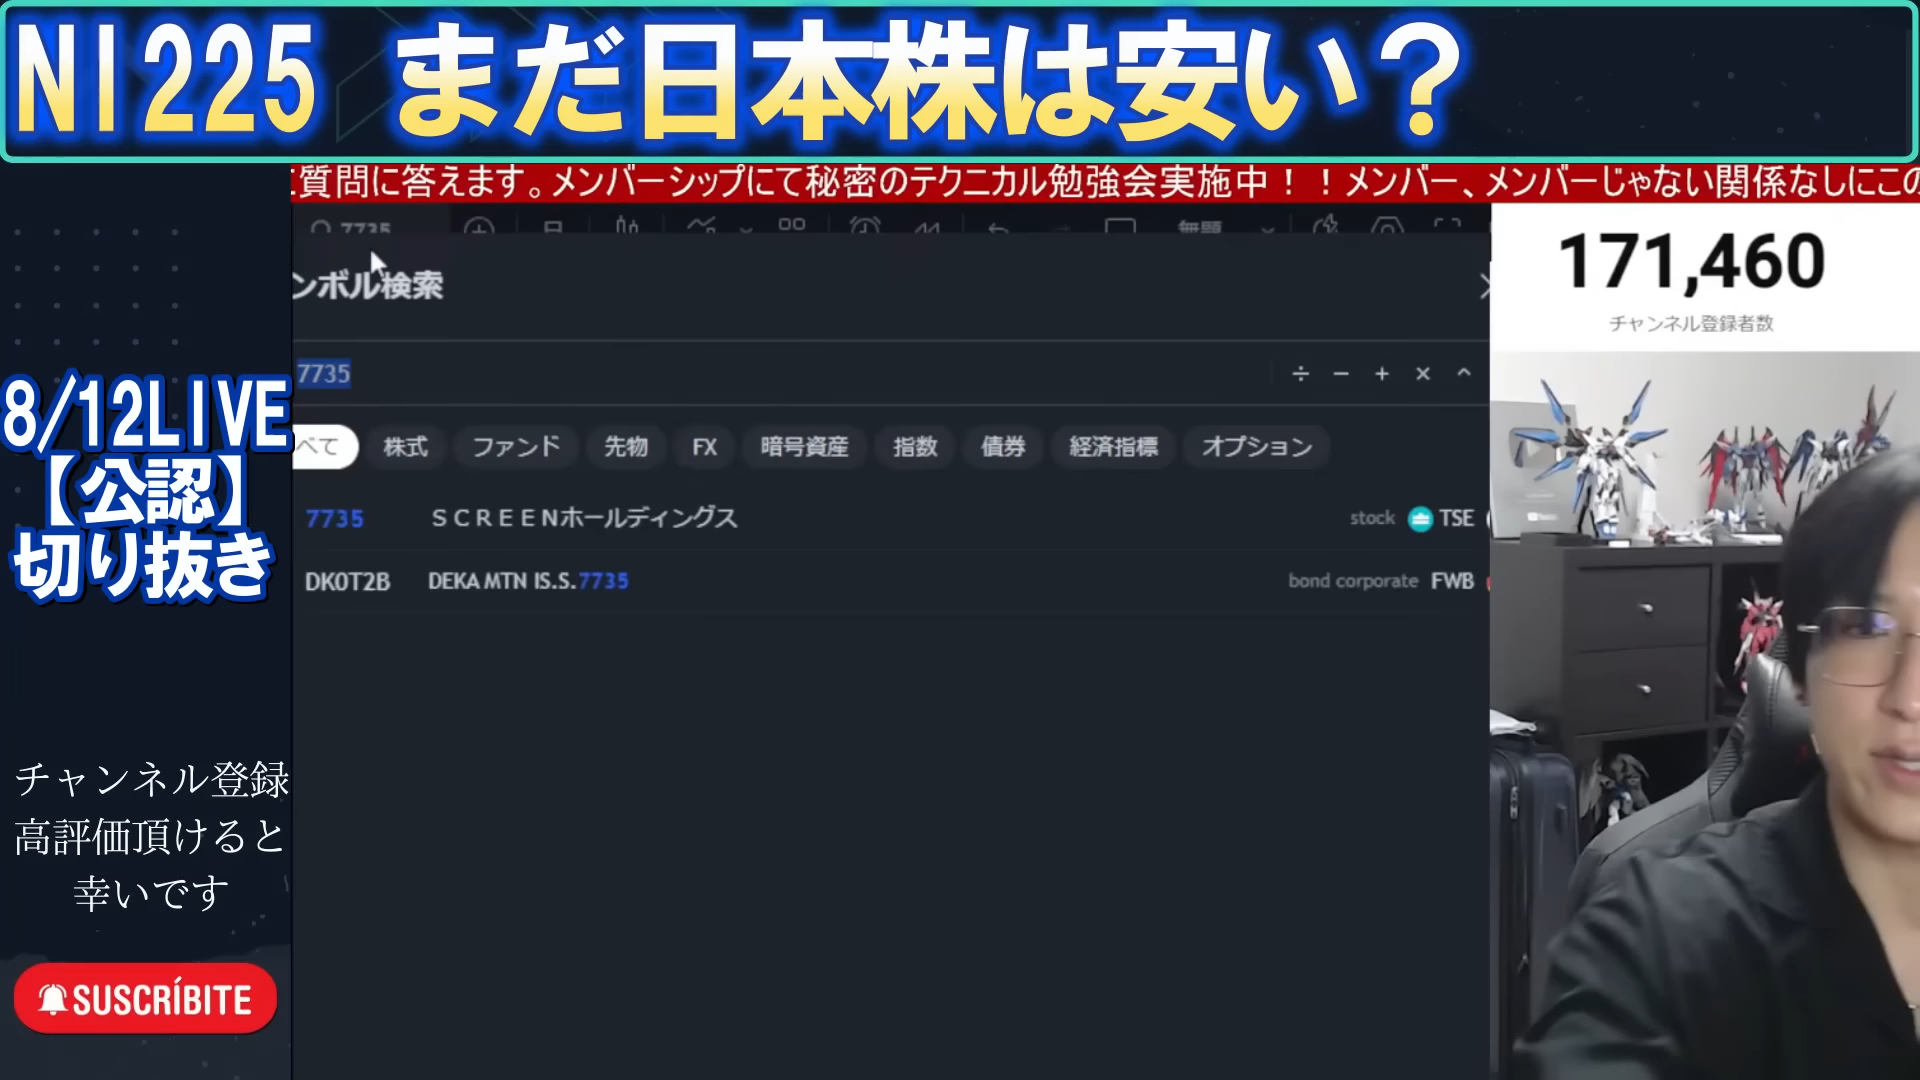 NI225 まだ日本株は安い？
質問に答えます。メンバーシップにて秘密のテクニカル勉強会実施中！！メンバー、メンバーじゃない関係なしにこの
7735
無題
ンボル検索
7735
÷ − + × ^
べて 株式 ファンド 先物 FX 暗号資産 指数 債券 経済指標 オプション
7735 ＳＣＲＥＥＮホールディングス stock TSE
DK0T2B DEKA MTN IS.S.7735 bond corporate FWB
171,460
チャンネル登録者数
8/12LIVE
【公認】
切り抜き
チャンネル登録
高評価頂けると
幸いです
SUSCRÍBITE